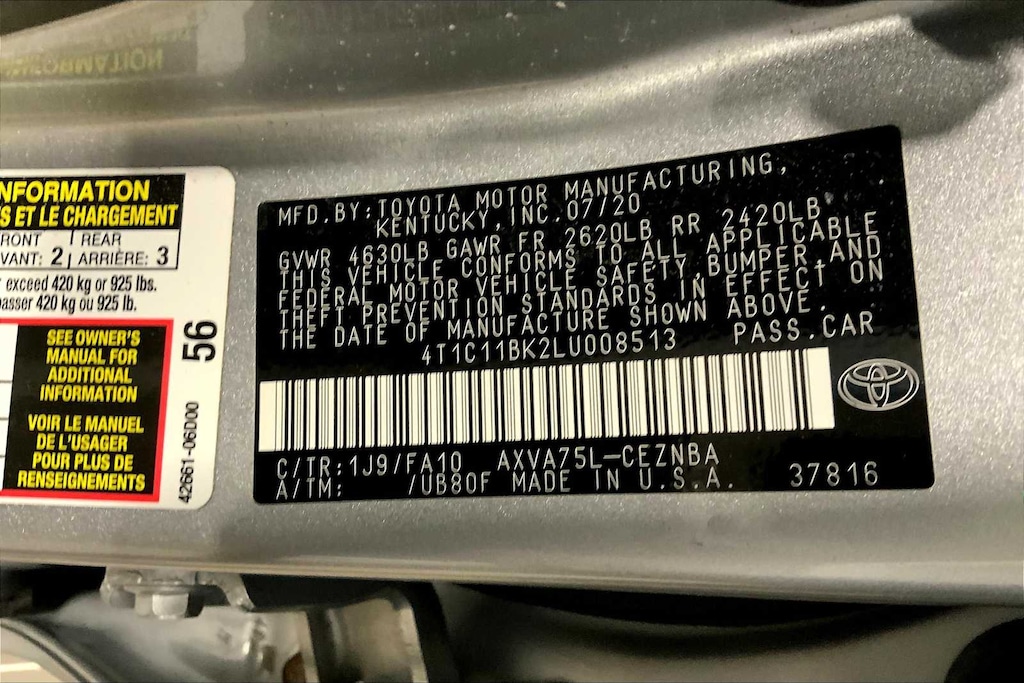 NFORMATION
S ET LE CHARGEMENT
RONT | REAR
VANT: 2 | ARRIÈRE: 3
exceed 420 kg or 925 lbs.
asser 420 kg ou 925 lb.
SEE OWNER'S
MANUAL FOR
ADDITIONAL
INFORMATION
VOIR LE MANUEL
DE L'USAGER
POUR PLUS DE
RENSEIGNEMENTS
56
42661-06D00
MFD.BY:TOYOTA MOTOR MANUFACTURING,
KENTUCKY,INC.07/20
GVWR 4630LB GAWR FR 2620LB RR 2420LB
THIS VEHICLE CONFORMS TO ALL APPLICABLE
FEDERAL MOTOR VEHICLE SAFETY,BUMPER,AND
THEFT PREVENTION STANDARDS IN EFFECT ON
THE DATE OF MANUFACTURE SHOWN ABOVE.
4T1C11BK2LU008513 PASS.CAR
C/TR:1J9/FA10 AXVA75L-CEZNBA
A/TM: /UB80F MADE IN U.S.A. 37816